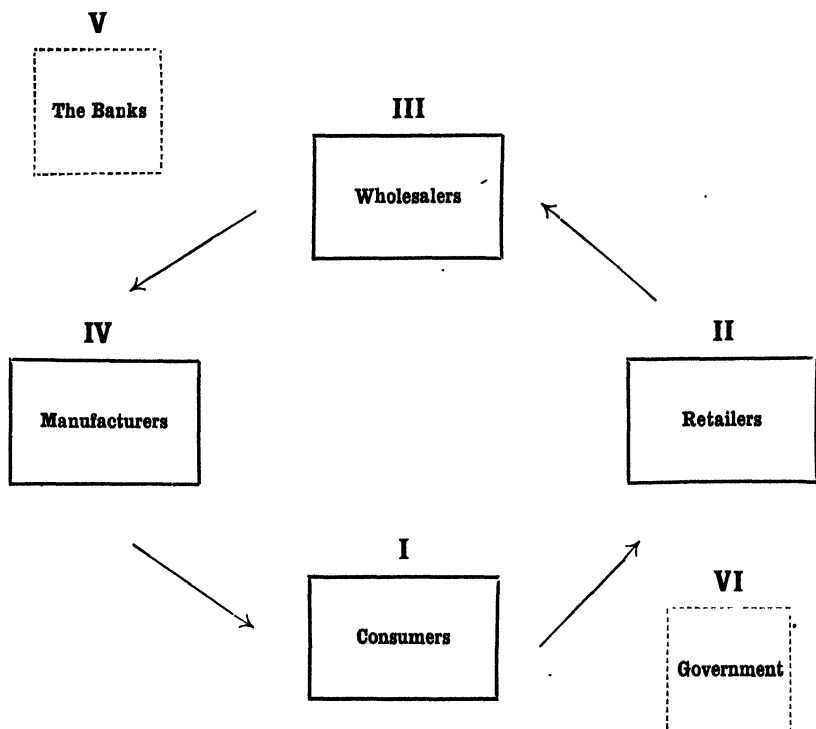 V
The Banks
III
Wholesalers
IV
Manufacturers
II
Retailers
I
Consumers
VI
Government